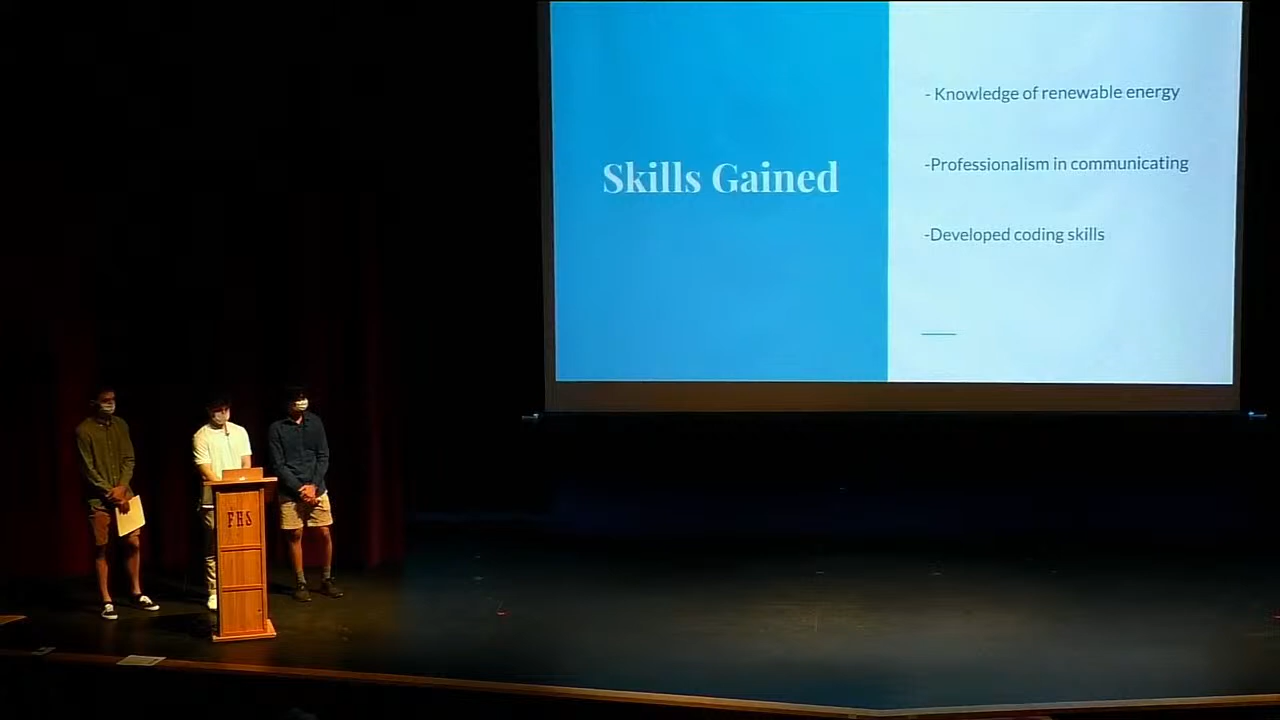 Skills Gained
- Knowledge of renewable energy
-Professionalism in communicating
-Developed coding skills
FHS